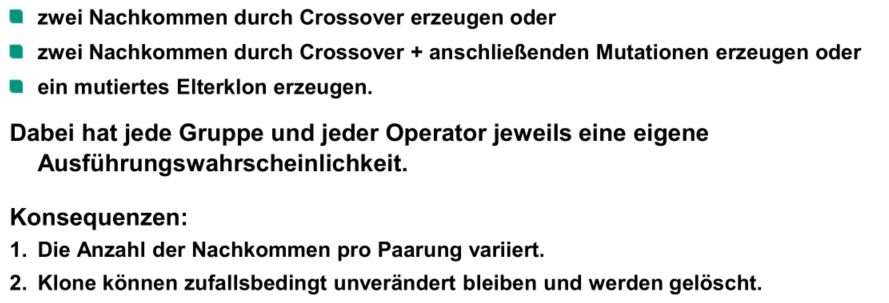 zwei Nachkommen durch Crossover erzeugen oder
zwei Nachkommen durch Crossover + anschließenden Mutationen erzeugen oder
ein mutiertes Elterklon erzeugen.
Dabei hat jede Gruppe und jeder Operator jeweils eine eigene
Ausführungswahrscheinlichkeit.
Konsequenzen:
1. Die Anzahl der Nachkommen pro Paarung variiert.
2. Klone können zufallsbedingt unverändert bleiben und werden gelöscht.